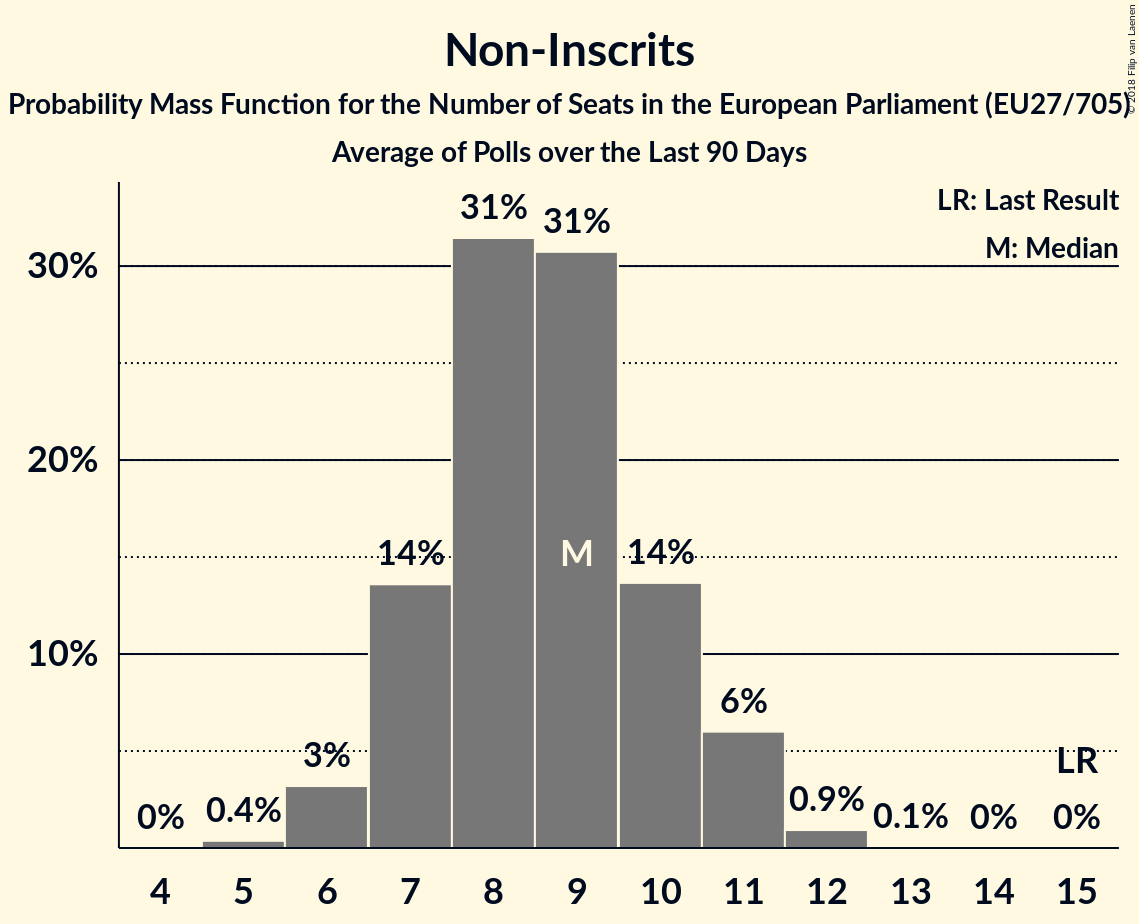 Non-Inscrits
Probability Mass Function for the Number of Seats in the European Parliament (EU27/705)
Average of Polls over the Last 90 Days
© 2018 Filip van Laenen
LR: Last Result
M: Median
31%
31%
30%
20%
14%
M
14%
10%
6%
3%
LR
0%
0.4%
0.9%
0.1%
0%
0%
4 5 6 7 8 9 10 11 12 13 14 15